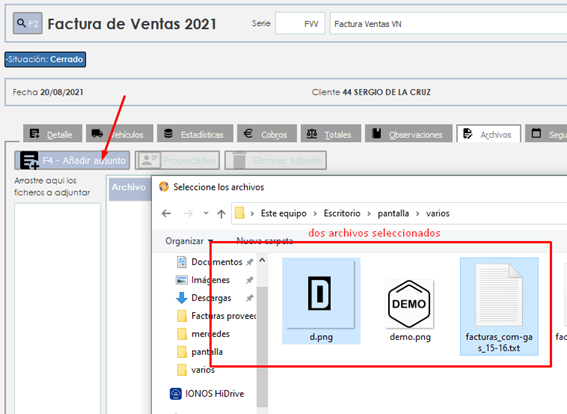 F2 Factura de Ventas 2021 Serie FVV Factura Ventas VN
-Situación: Cerrado
Fecha 20/08/2021 Cliente 44 SERGIO DE LA CRUZ
Detalle Vehículos Estadísticas Cobros Totales Observaciones Archivos Segu
F4 - Añadir adjunto Propiedades Eliminar adjunto
Arrastre aquí los
ficheros a adjuntar
Archivo
Seleccione los archivos
Este equipo > Escritorio > pantalla > varios
dos archivos seleccionados
Organizar Nueva carpeta
Documentos
Imágenes
Descargas
Facturas provee
mercedes
pantalla
varios
IONOS HiDrive
D
d.png
DEMO
demo.png
facturas_com-ga
s_15-16.txt